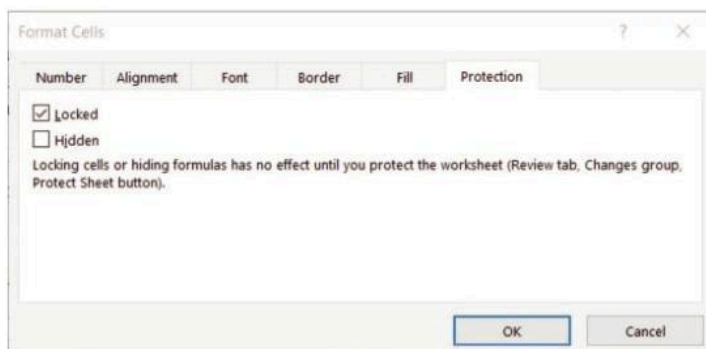 Format Cells ? ×
Number Alignment Font Border Fill Protection
Locked
Hidden
Locking cells or hiding formulas has no effect until you protect the worksheet (Review tab, Changes group,
Protect Sheet button).
OK Cancel